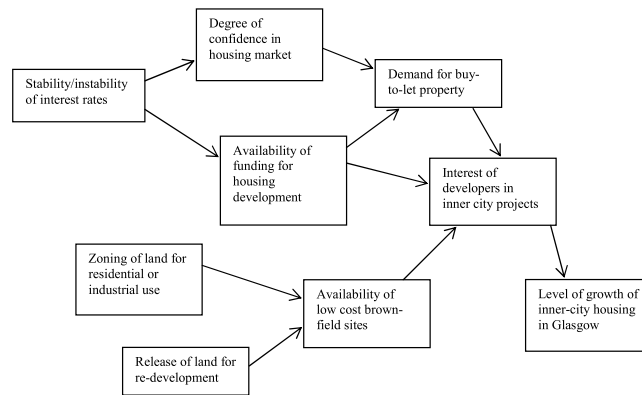 Degree of
confidence in
housing market
Stability/instability
of interest rates
Demand for buy-
to-let property
Availability of
funding for
housing
development
Interest of
developers in
inner city projects
Zoning of land for
residential or
industrial use
Availability of
low cost brown-
field sites
Level of growth of
inner-city housing
in Glasgow
Release of land for
re-development